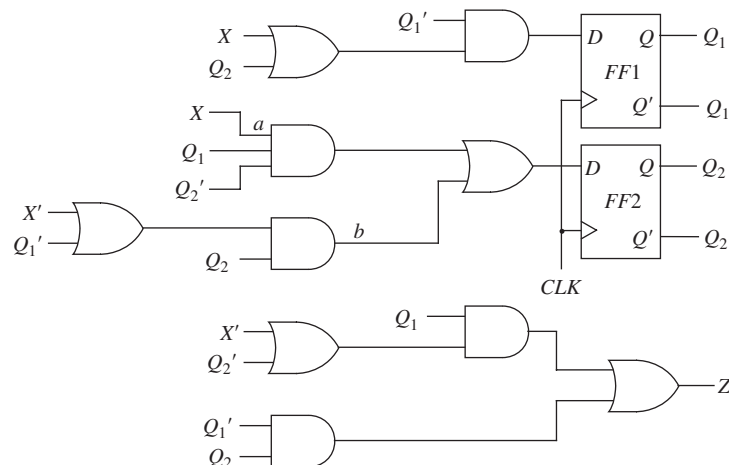 Q₁′
X
Q₂
D Q
FF1
Q′
Q₁
Q₁
X
a
Q₁
Q₂′
D Q
FF2
Q′
Q₂
Q₂
X′
Q₁′
Q₂
b
CLK
X′
Q₂′
Q₁
Z
Q₁′
Q₂